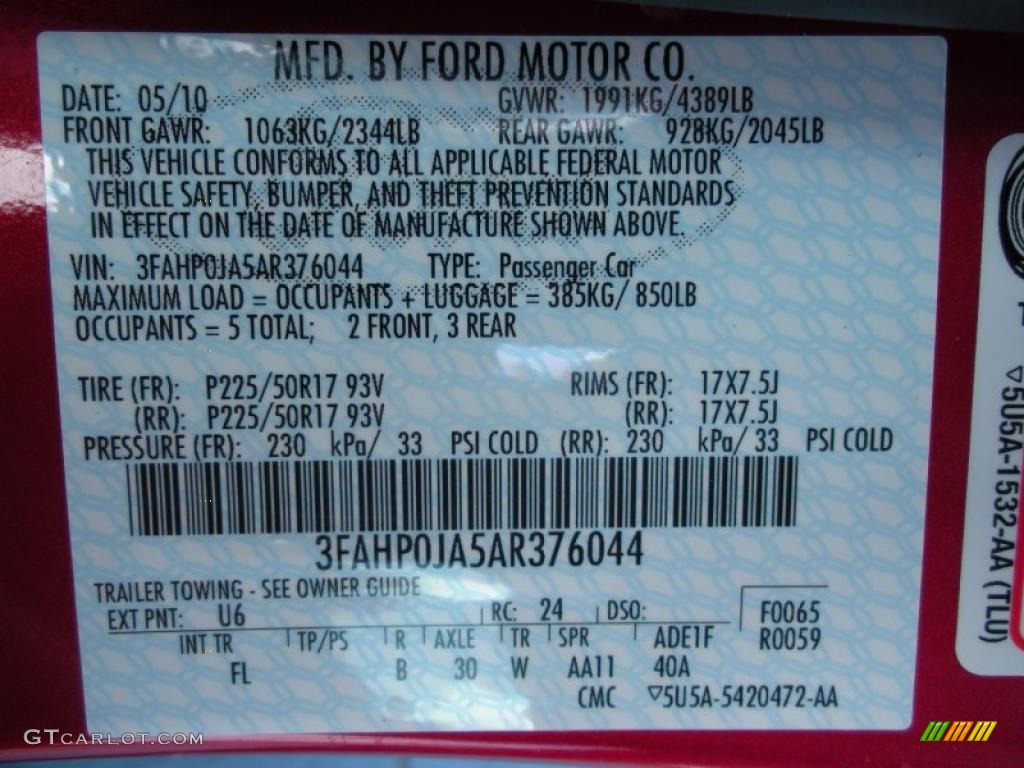 MFD. BY FORD MOTOR CO.
DATE: 05/10 GVWR: 1991KG/4389LB
FRONT GAWR: 1063KG/2344LB REAR GAWR: 928KG/2045LB
THIS VEHICLE CONFORMS TO ALL APPLICABLE FEDERAL MOTOR
VEHICLE SAFETY, BUMPER, AND THEFT PREVENTION STANDARDS
IN EFFECT ON THE DATE OF MANUFACTURE SHOWN ABOVE.
VIN: 3FAHP0JA5AR376044 TYPE: Passenger Car
MAXIMUM LOAD = OCCUPANTS + LUGGAGE = 385KG/ 850LB
OCCUPANTS = 5 TOTAL; 2 FRONT, 3 REAR
TIRE (FR): P225/50R17 93V RIMS (FR): 17X7.5J
(RR): P225/50R17 93V (RR): 17X7.5J
PRESSURE (FR): 230 kPa/ 33 PSI COLD (RR): 230 kPa/ 33 PSI COLD
3FAHP0JA5AR376044
TRAILER TOWING - SEE OWNER GUIDE
EXT PNT: U6 RC: 24 DSO: F0065
INT TR TP/PS R AXLE TR SPR ADE1F R0059
FL B 30 W AA11 40A
CMC ▽5U5A-5420472-AA
▽5U5A-1532-AA (TLU)
GTCARLOT.COM